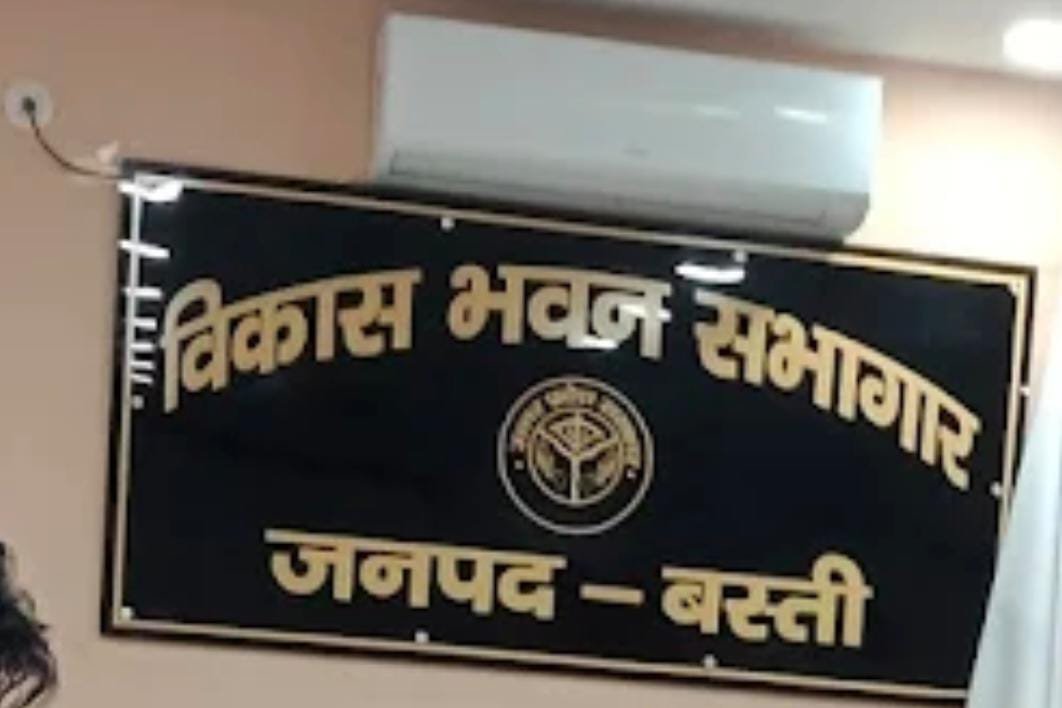 विकास भवन सभागार
जनपद – बस्ती